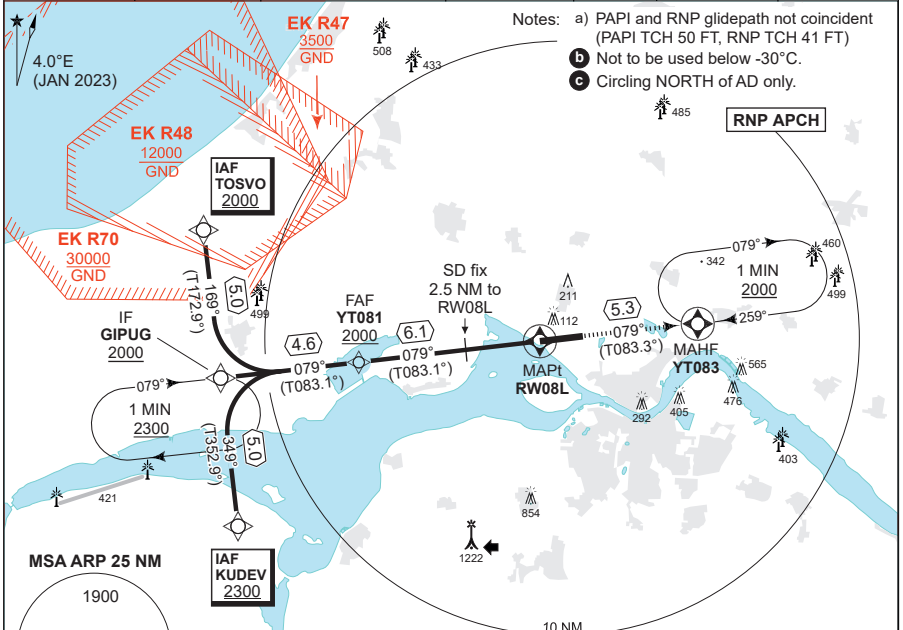 Notes: a) PAPI and RNP glidepath not coincident
(PAPI TCH 50 FT, RNP TCH 41 FT)
b Not to be used below -30°C.
c Circling NORTH of AD only.
4.0°E
(JAN 2023)
EK R47
3500
GND
508
433
485
RNP APCH
EK R48
12000
GND
IAF
TOSVO
2000
EK R70
30000
GND
169°
(T172.9°)
5.0
499
IF
GIPUG
2000
FAF
YT081
2000
SD fix
2.5 NM to
RW08L
211
112
342
079°
1 MIN
2000
259°
460
499
4.6
079°
(T083.1°)
6.1
079°
(T083.1°)
5.3
079°
(T083.3°)
MAPt
RW08L
MAHF
YT083
079°
1 MIN
2300
349°
(T352.9°)
5.0
421
565
476
405
292
403
854
1222
IAF
KUDEV
2300
MSA ARP 25 NM
1900
10 NM